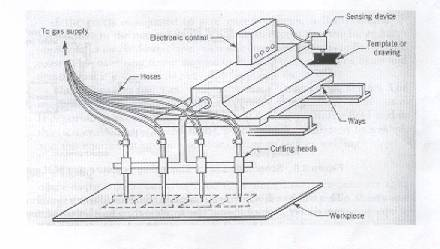 Sensing device
To gas supply
Electronic control
Template or
drawing
Hoses
Ways
Cutting heads
Workpiece